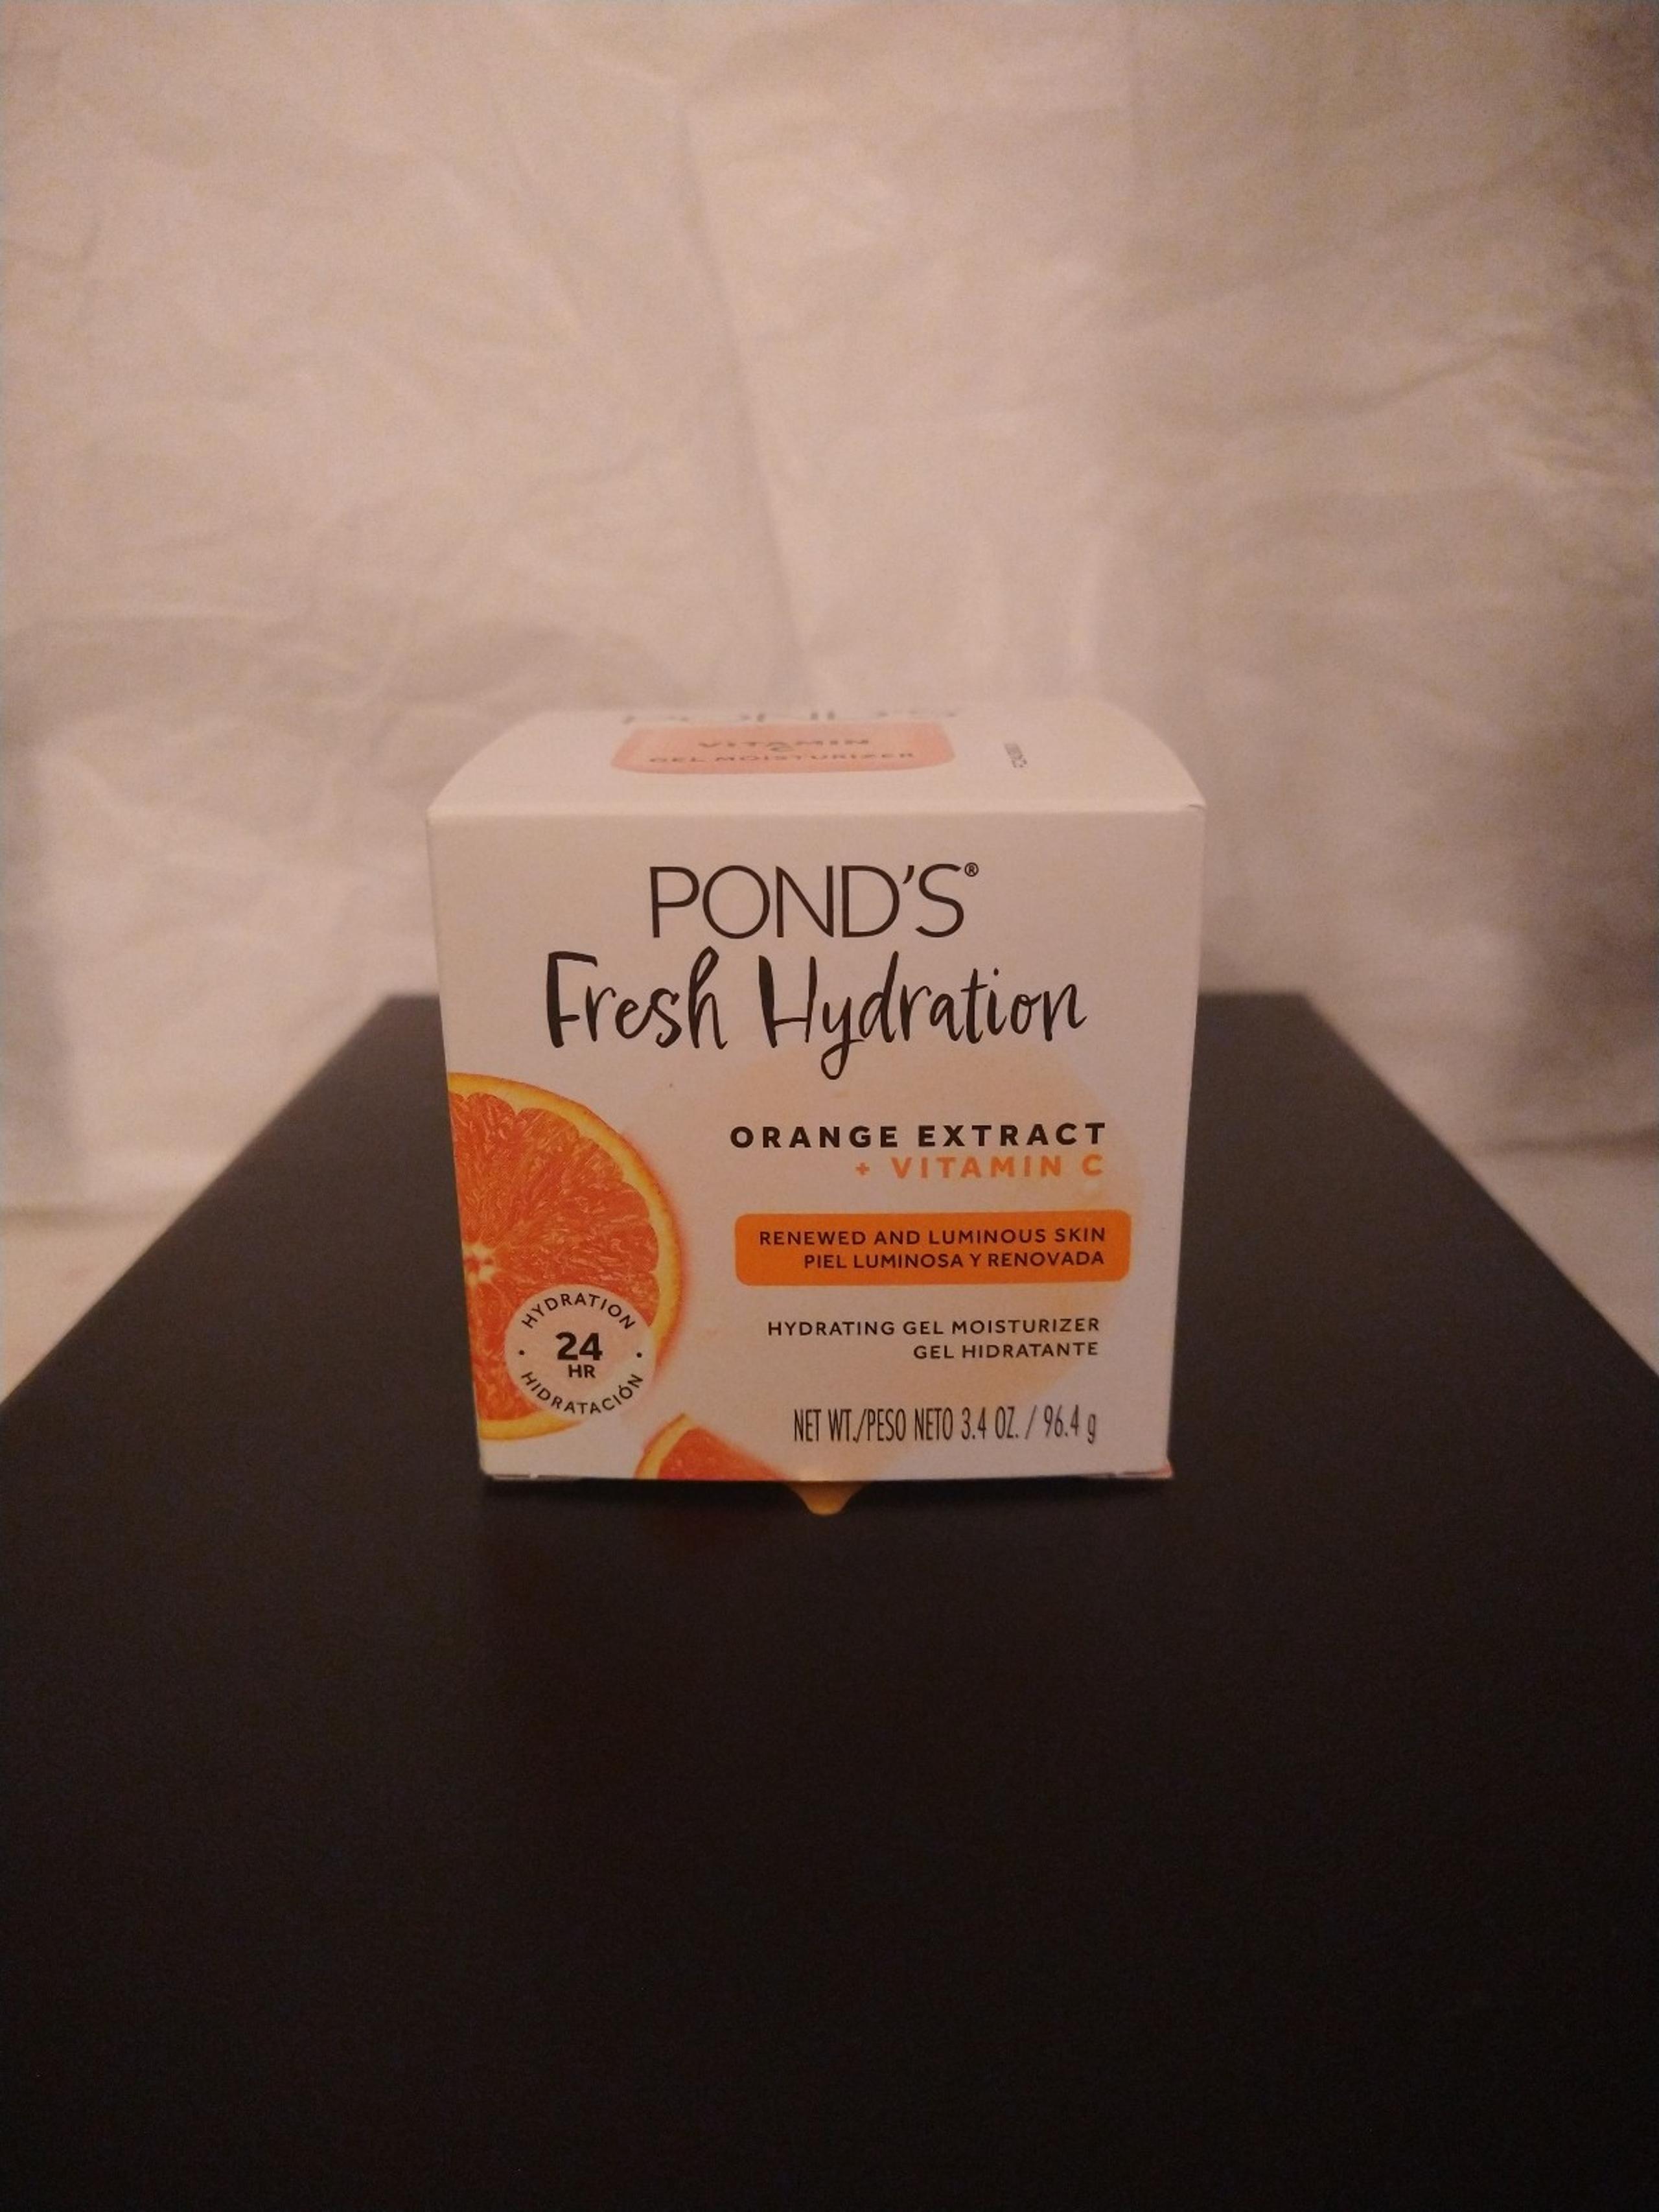 VITAMIN
C
GEL MOISTURIZER
POND'S®
Fresh Hydration
ORANGE EXTRACT
+ VITAMIN C
RENEWED AND LUMINOUS SKIN
PIEL LUMINOSA Y RENOVADA
HYDRATION
24
HR
HIDRATACIÓN
HYDRATING GEL MOISTURIZER
GEL HIDRATANTE
NET WT./PESO NETO 3.4 OZ. / 96.4 g